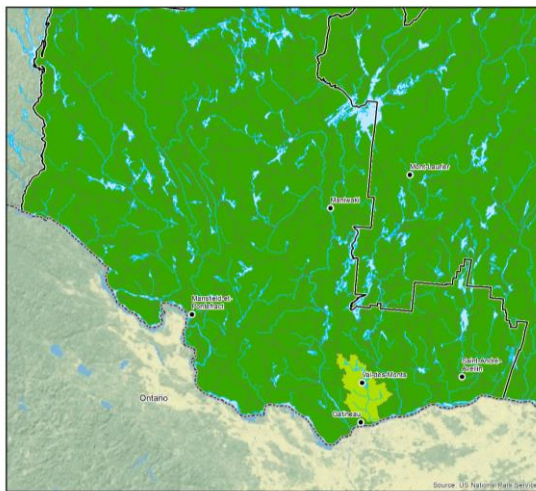 Mont-Laurier
Maniwaki
Mansfield-et-
Pontefract
Val-des-Monts
Saint-André-
Avellin
Ontario
Gatineau
Source: US National Park Service